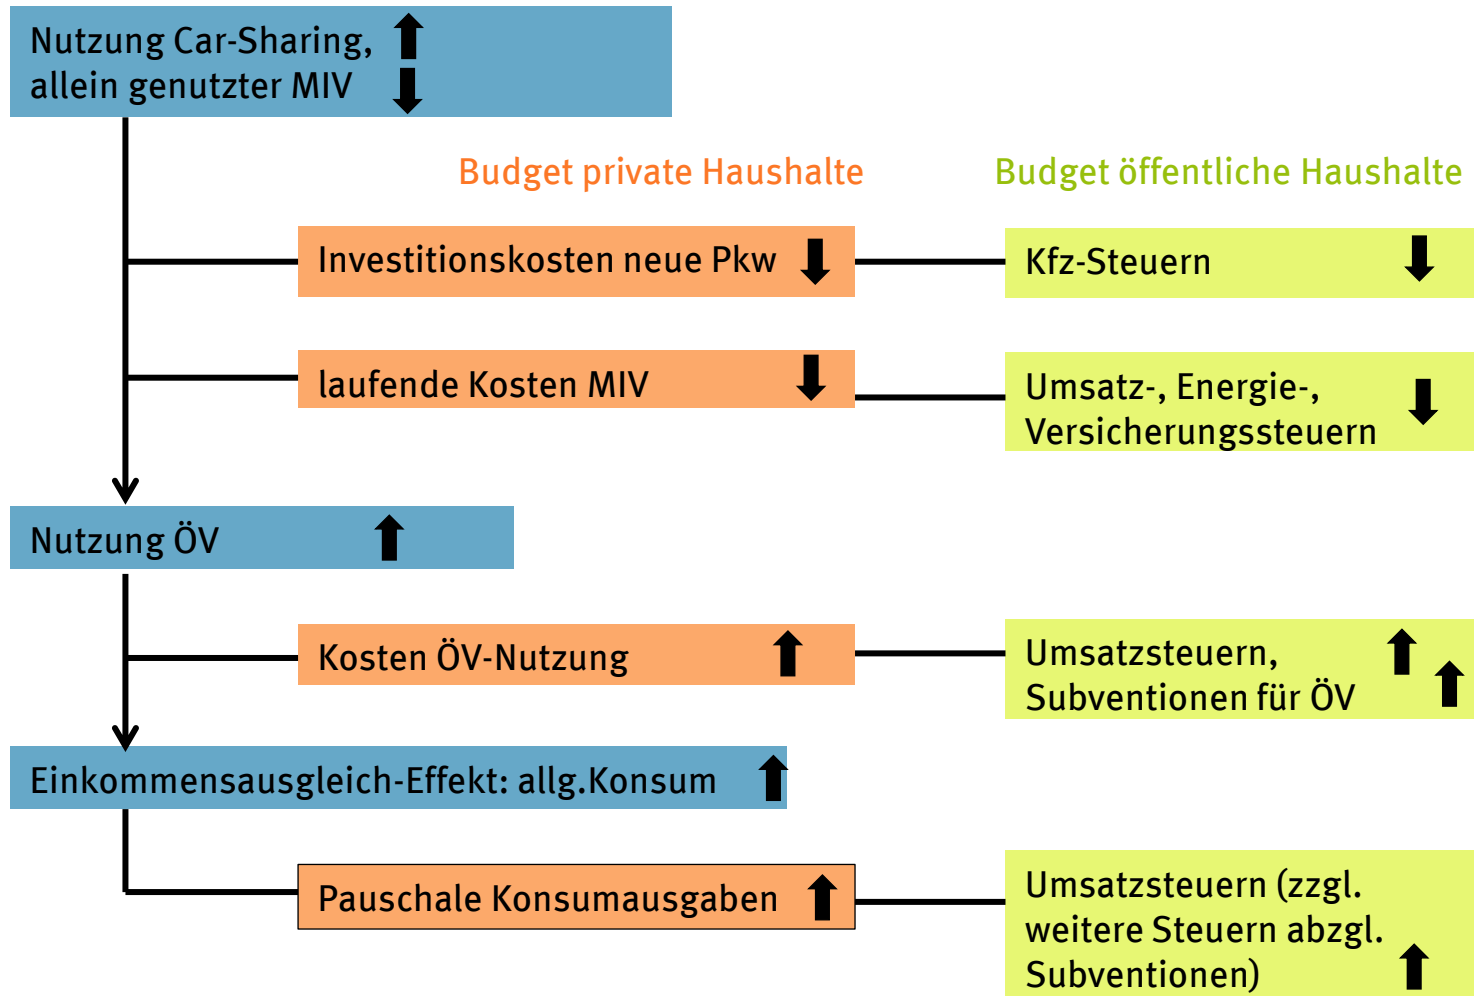 Nutzung Car-Sharing,
allein genutzter MIV
Budget private Haushalte
Budget öffentliche Haushalte
Investitionskosten neue Pkw
Kfz-Steuern
laufende Kosten MIV
Umsatz-, Energie-,
Versicherungssteuern
Nutzung ÖV
Kosten ÖV-Nutzung
Umsatzsteuern,
Subventionen für ÖV
Einkommensausgleich-Effekt: allg.Konsum
Pauschale Konsumausgaben
Umsatzsteuern (zzgl.
weitere Steuern abzgl.
Subventionen)